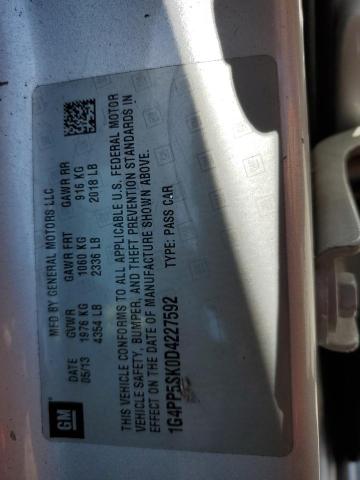 MFD BY GENERAL MOTORS LLC
DATE GVWR GAWR FRT GAWR RR
05/13 1976 KG 1060 KG 916 KG
4354 LB 2336 LB 2018 LB
THIS VEHICLE CONFORMS TO ALL APPLICABLE U.S. FEDERAL MOTOR
VEHICLE SAFETY, BUMPER, AND THEFT PREVENTION STANDARDS IN
EFFECT ON THE DATE OF MANUFACTURE SHOWN ABOVE.
1G4PP5SK0D4227592 TYPE: PASS CAR
GM